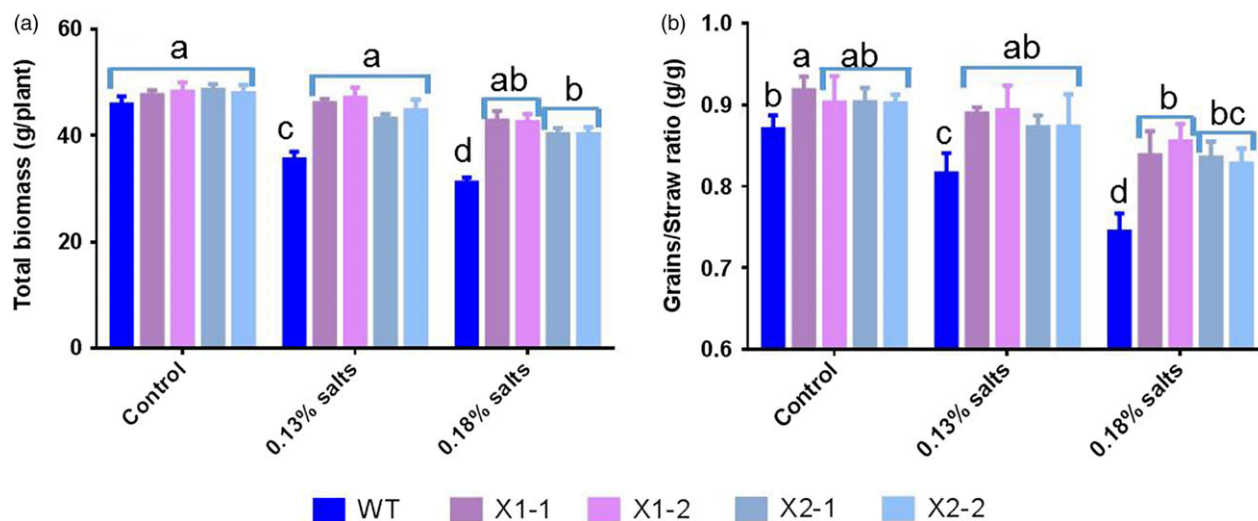 (a)
Total biomass (g/plant)
60
40
20
0
a
a
c
ab
b
d
Control
0.13% salts
0.18% salts
(b)
Grains/Straw ratio (g/g)
1.0
0.9
0.8
0.7
0.6
a
ab
b
ab
c
b
bc
d
Control
0.13% salts
0.18% salts
WT X1-1 X1-2 X2-1 X2-2